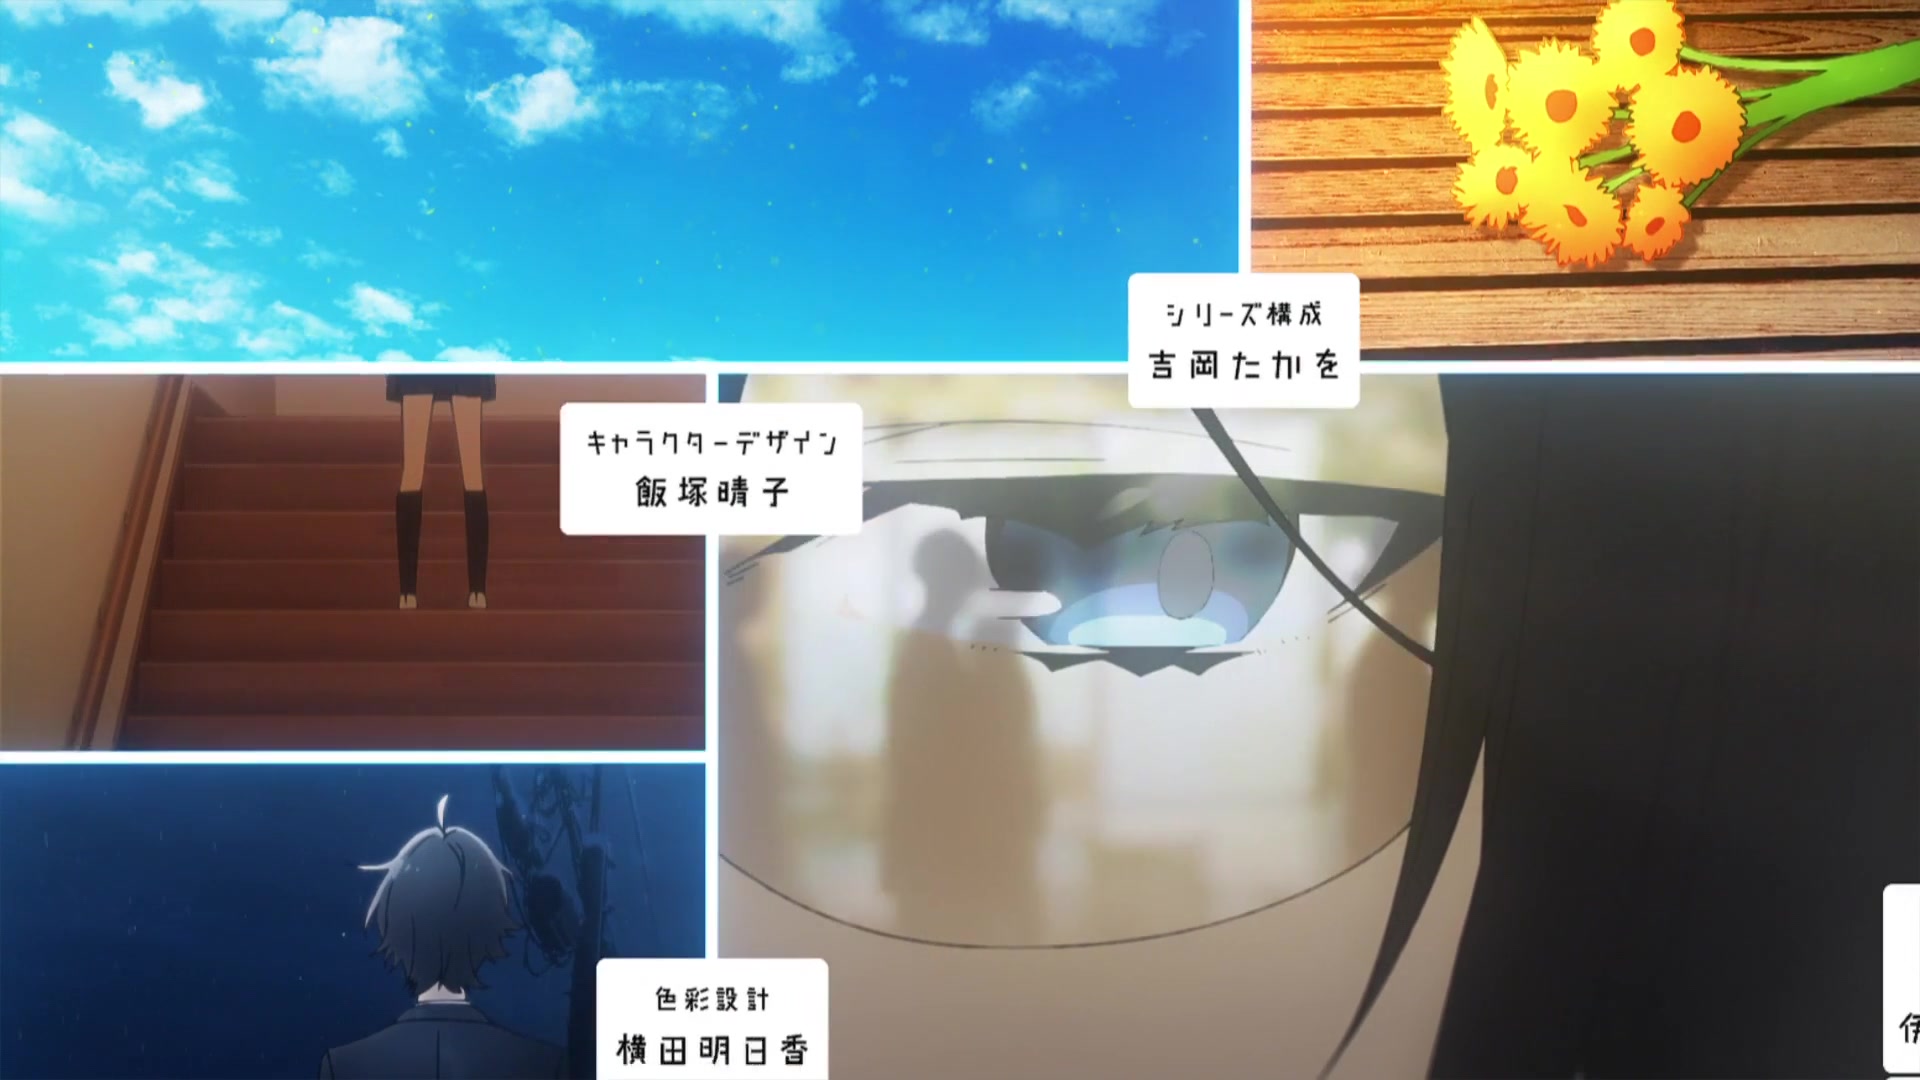 シリーズ構成
吉岡たかを
キャラクターデザイン
飯塚晴子
色彩設計
横田明日香
伊